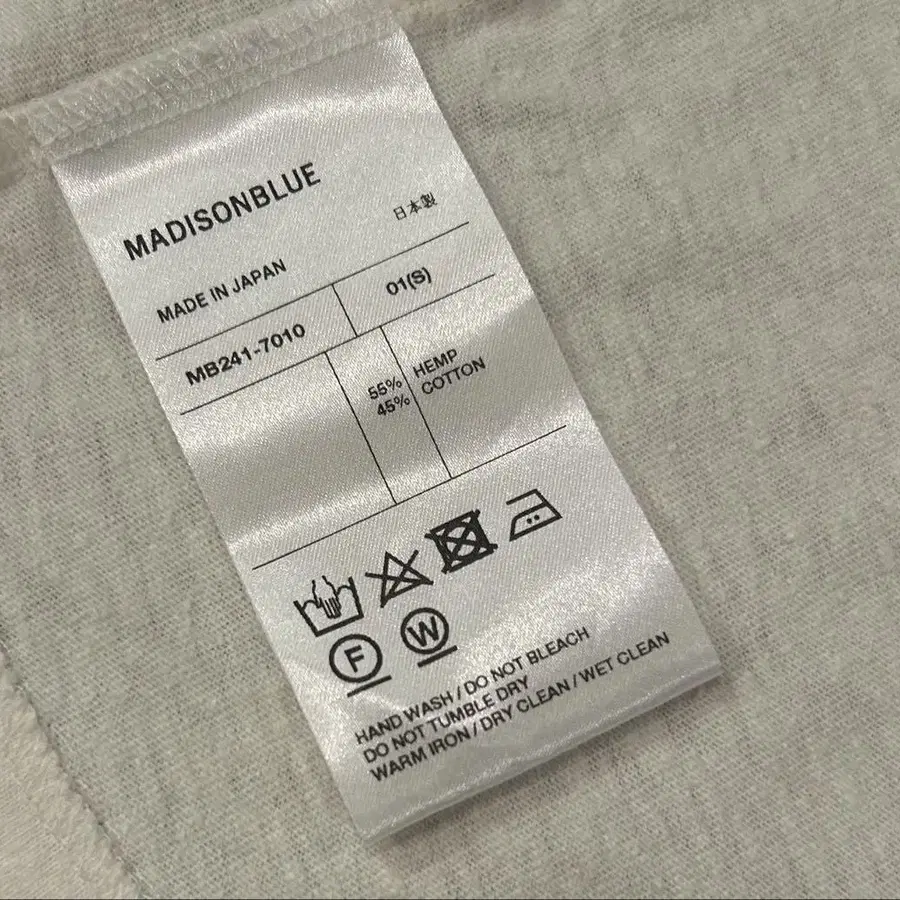 MADISONBLUE
MADE IN JAPAN 日本製
MB241-7010 01(S)
55% HEMP
45% COTTON
F W
HAND WASH / DO NOT BLEACH
DO NOT TUMBLE DRY
WARM IRON / DRY CLEAN / WET CLEAN